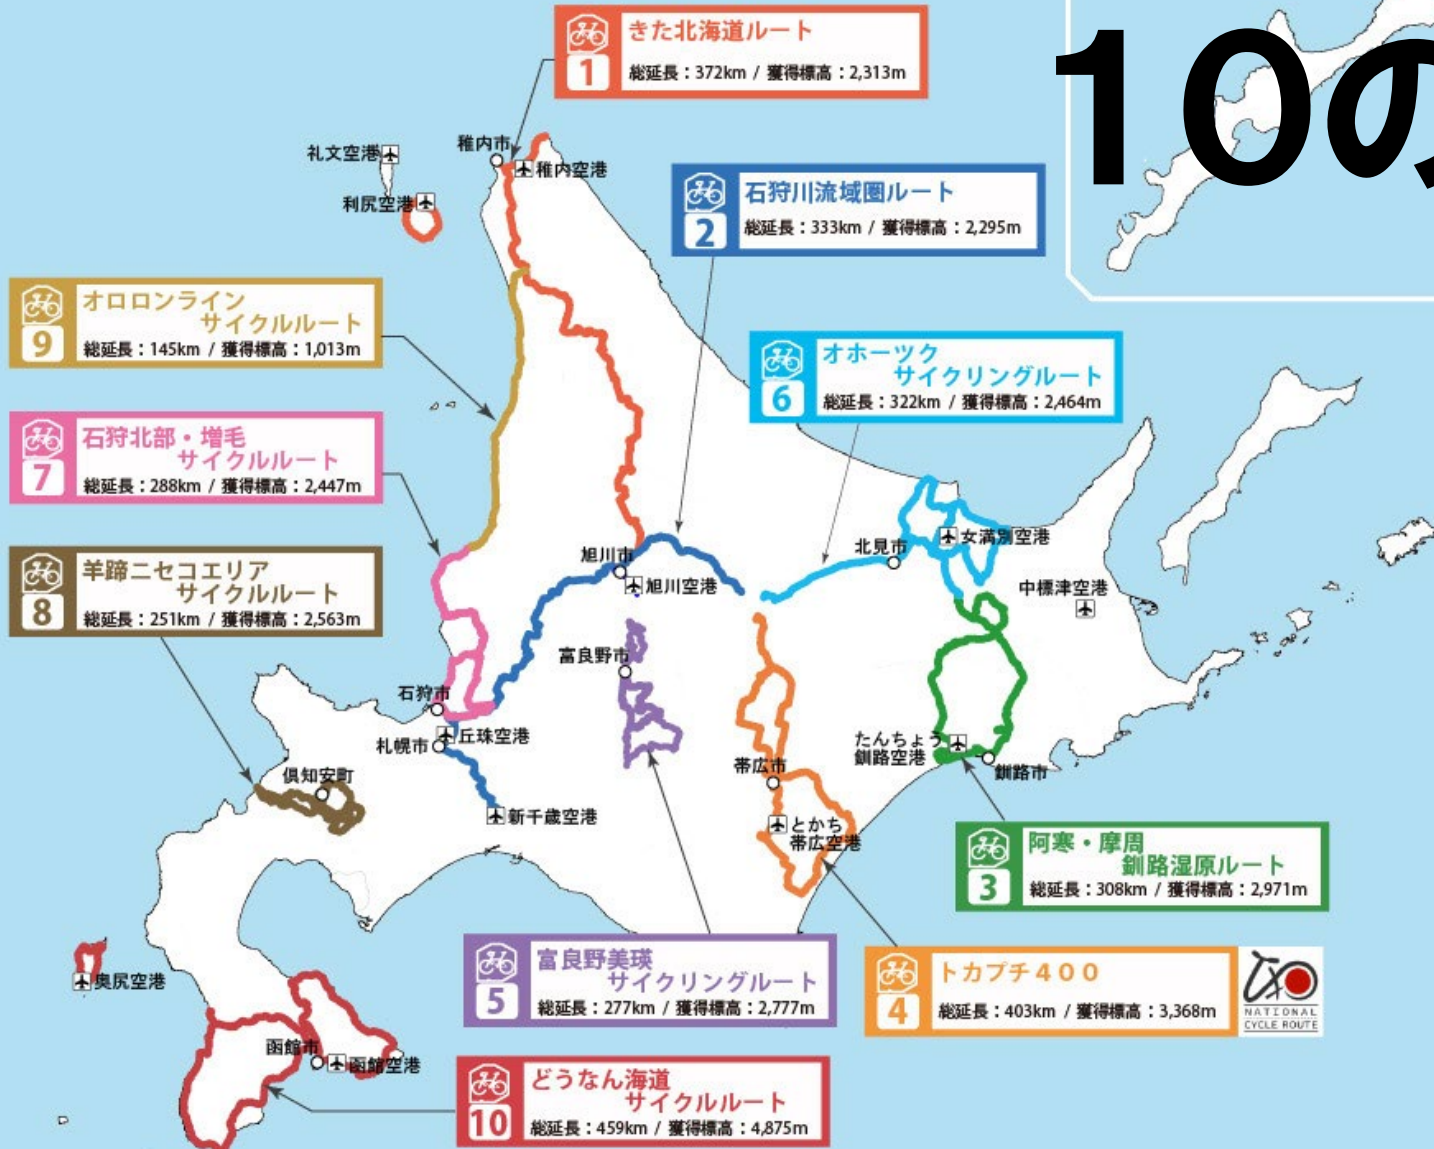 10の
1
きた北海道ルート
総延長：372km / 獲得標高：2,313m
礼文空港
稚内市
稚内空港
利尻空港
2
石狩川流域圏ルート
総延長：333km / 獲得標高：2,295m
9
オロロンライン
サイクルルート
総延長：145km / 獲得標高：1,013m
6
オホーツク
サイクリングルート
総延長：322km / 獲得標高：2,464m
7
石狩北部・増毛
サイクルルート
総延長：288km / 獲得標高：2,447m
8
羊蹄ニセコエリア
サイクルルート
総延長：251km / 獲得標高：2,563m
旭川市
旭川空港
北見市
女満別空港
中標津空港
富良野市
石狩市
丘珠空港
札幌市
倶知安町
新千歳空港
帯広市
とかち
帯広空港
たんちょう
釧路空港
釧路市
3
阿寒・摩周
釧路湿原ルート
総延長：308km / 獲得標高：2,971m
5
富良野美瑛
サイクリングルート
総延長：277km / 獲得標高：2,777m
4
トカプチ４００
総延長：403km / 獲得標高：3,368m
NATIONAL
CYCLE ROUTE
奥尻空港
函館市
函館空港
10
どうなん海道
サイクルルート
総延長：459km / 獲得標高：4,875m